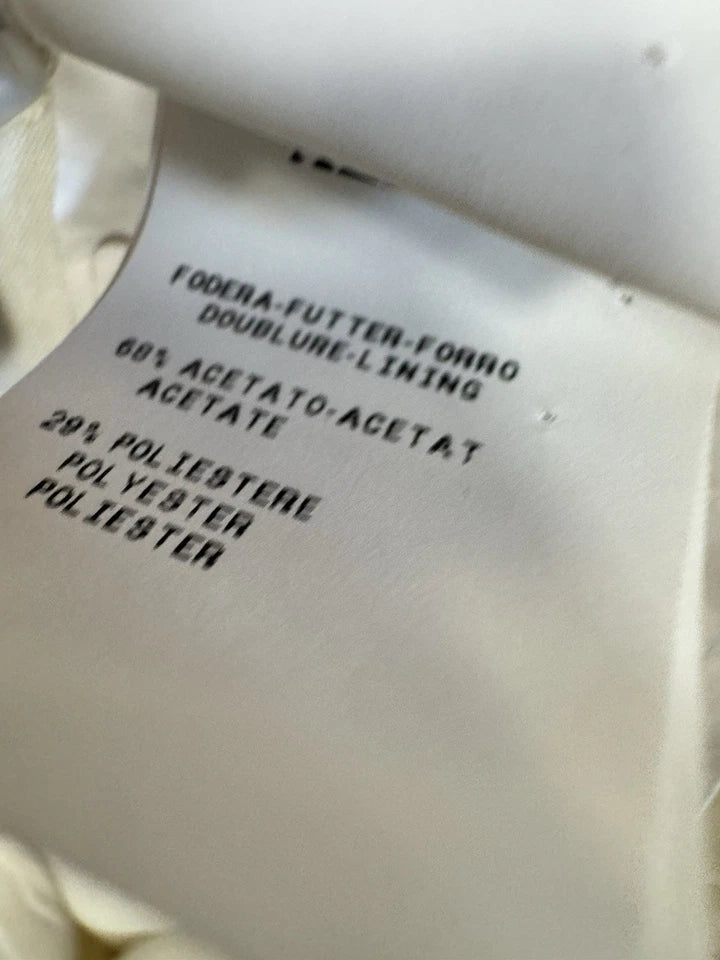 FODERA-FUTTER-FORRO
DOUBLURE-LINING
ACETATO-ACETAT
ACETATE
POLIESTERE
POLYESTER
POLIESTER